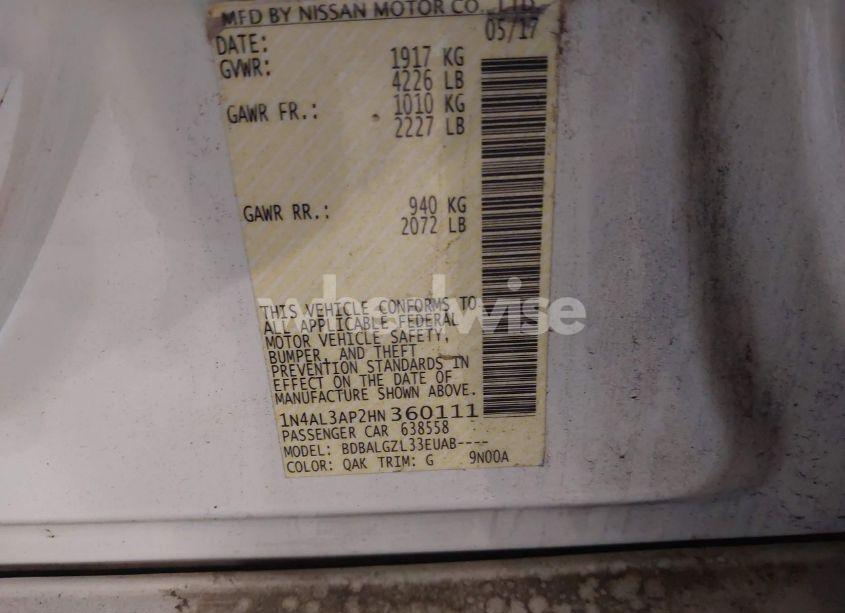 MFD BY NISSAN MOTOR CO., LTD.
DATE: 05/17
GVWR: 1917 KG
4226 LB
GAWR FR.: 1010 KG
2227 LB
GAWR RR.: 940 KG
2072 LB
THIS VEHICLE CONFORMS TO
ALL APPLICABLE FEDERAL
MOTOR VEHICLE SAFETY,
BUMPER, AND THEFT
PREVENTION STANDARDS IN
EFFECT ON THE DATE OF
MANUFACTURE SHOWN ABOVE.
1N4AL3AP2HN360111
PASSENGER CAR 638558
MODEL: BDBALGZL33EUAB----
COLOR: QAK TRIM: G 9N00A
wheelwise